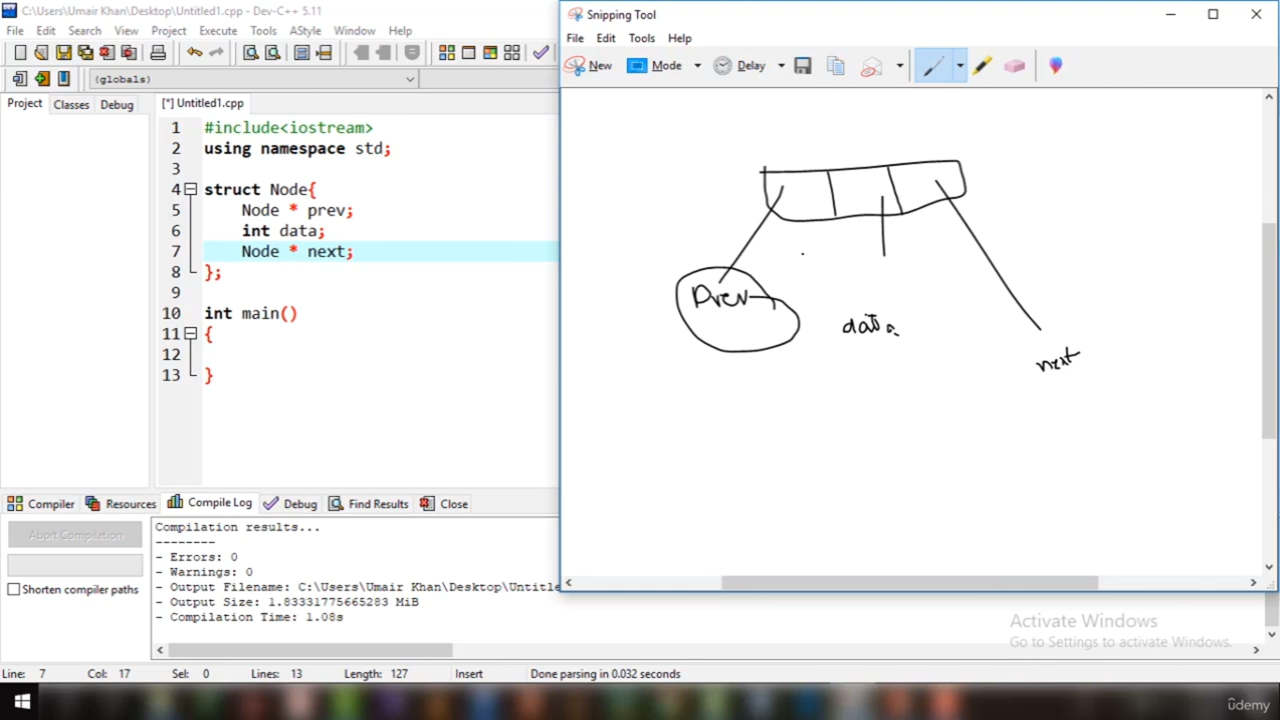 C:\Users\Umair Khan\Desktop\Untitled1.cpp - Dev-C++ 5.11
File Edit Search View Project Execute Tools AStyle Window Help
(globals)
Project Classes Debug
[*] Untitled1.cpp
1 #include<iostream>
2 using namespace std;
3
4 struct Node{
5 Node * prev;
6 int data;
7 Node * next;
8 };
9
10 int main()
11 {
12
13 }
Snipping Tool
File Edit Tools Help
New Mode Delay
Prev
data
next
Compiler Resources Compile Log Debug Find Results Close
Abort Compilation
Shorten compiler paths
Compilation results...
--------
- Errors: 0
- Warnings: 0
- Output Filename: C:\Users\Umair Khan\Desktop\Untitle
- Output Size: 1.83331775665283 MiB
- Compilation Time: 1.08s
Activate Windows
Go to Settings to activate Windows.
Line: 7 Col: 17 Sel: 0 Lines: 13 Length: 127 Insert Done parsing in 0.032 seconds
ûdemy